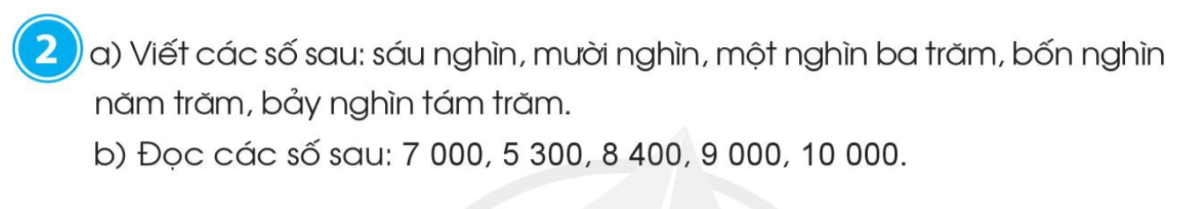 2 a) Viết các số sau: sáu nghìn, mười nghìn, một nghìn ba trăm, bốn nghìn
năm trăm, bảy nghìn tám trăm.
b) Đọc các số sau: 7 000, 5 300, 8 400, 9 000, 10 000.